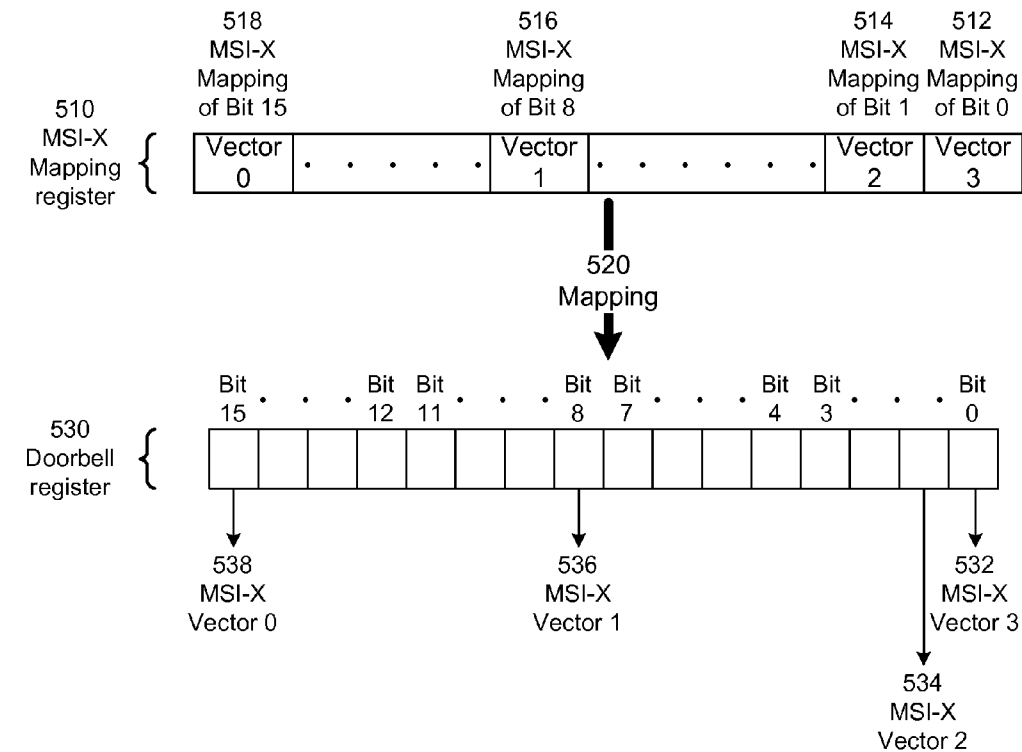 518
MSI-X
Mapping
of Bit 15
516
MSI-X
Mapping
of Bit 8
514
MSI-X
Mapping
of Bit 1
512
MSI-X
Mapping
of Bit 0
510
MSI-X
Mapping
register
Vector
0
Vector
1
Vector
2
Vector
3
520
Mapping
Bit
15
Bit
12
Bit
11
Bit
8
Bit
7
Bit
4
Bit
3
Bit
0
530
Doorbell
register
538
MSI-X
Vector 0
536
MSI-X
Vector 1
532
MSI-X
Vector 3
534
MSI-X
Vector 2